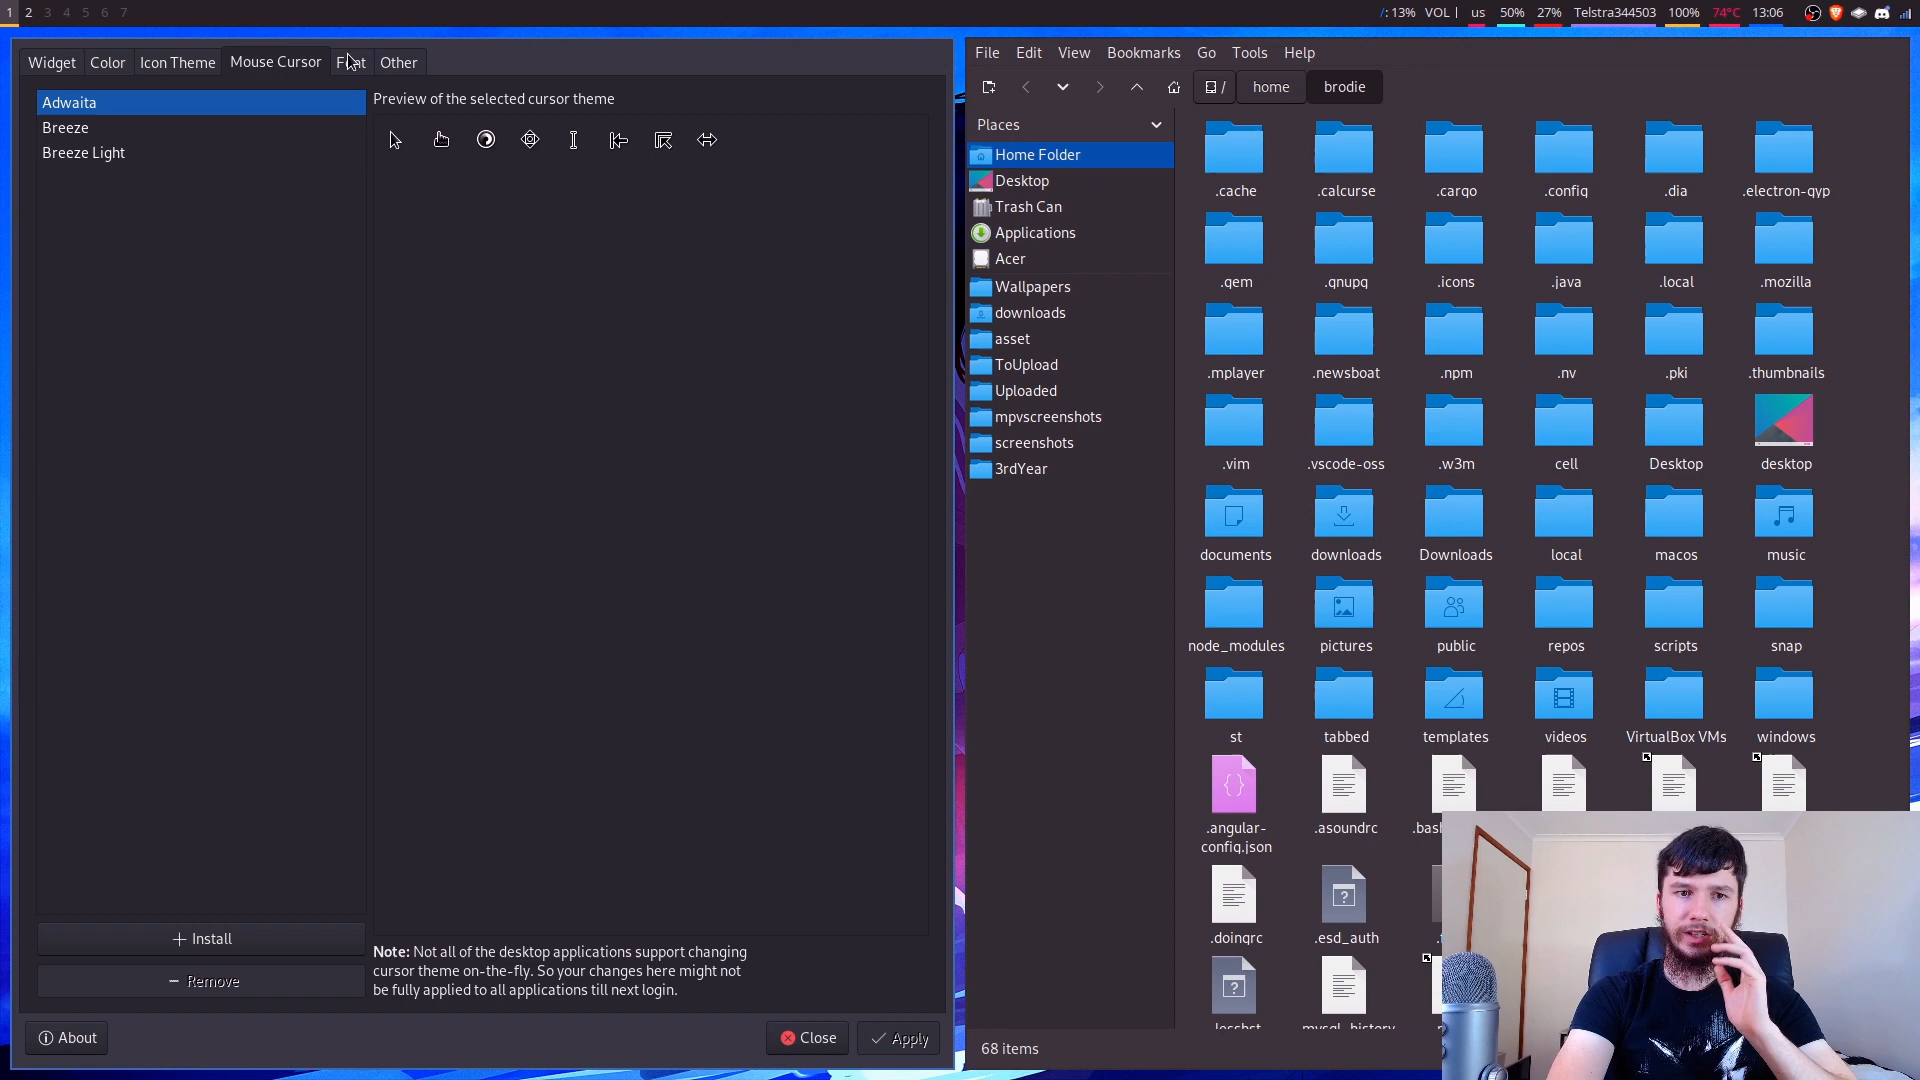 1 2 3 4 5 6 7
/: 13% VOL | us 50% 27% Telstra344503 100% 74°C 13:06
Widget Color Icon Theme Mouse Cursor Font Other
Adwaita
Breeze
Breeze Light
Preview of the selected cursor theme
+ Install
− Remove
Note: Not all of the desktop applications support changing
cursor theme on-the-fly. So your changes here might not
be fully applied to all applications till next login.
About
Close
Apply
File Edit View Bookmarks Go Tools Help
/ home brodie
Places
Home Folder
Desktop
Trash Can
Applications
Acer
Wallpapers
downloads
asset
ToUpload
Uploaded
mpvscreenshots
screenshots
3rdYear
.cache .calcurse .cargo .config .dia .electron-gyp
.gem .gnupg .icons .java .local .mozilla
.mplayer .newsboat .npm .nv .pki .thumbnails
.vim .vscode-oss .w3m cell Desktop desktop
documents downloads Downloads local macos music
node_modules pictures public repos scripts snap
st tabbed templates videos VirtualBox VMs windows
.angular-
config.json
.asoundrc
.bas
.doingrc .esd_auth
.lesshst .mysql_history
68 items